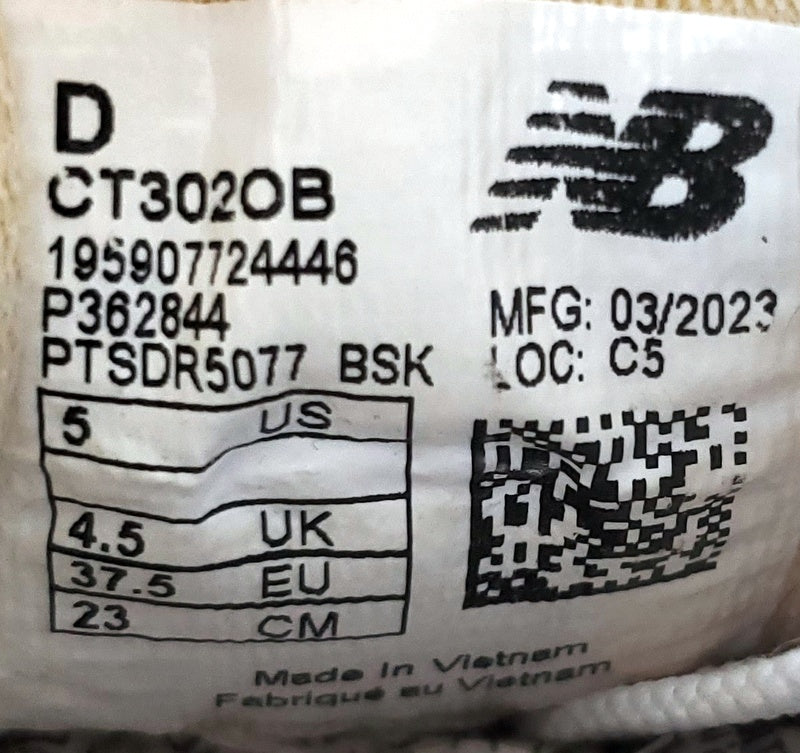 D
CT302OB
195907724446
P362844
PTSDR5077 BSK
NB
MFG: 03/2023
LOC: C5
5 US
4.5 UK
37.5 EU
23 CM
Made in Vietnam
Fabriqué au Vietnam